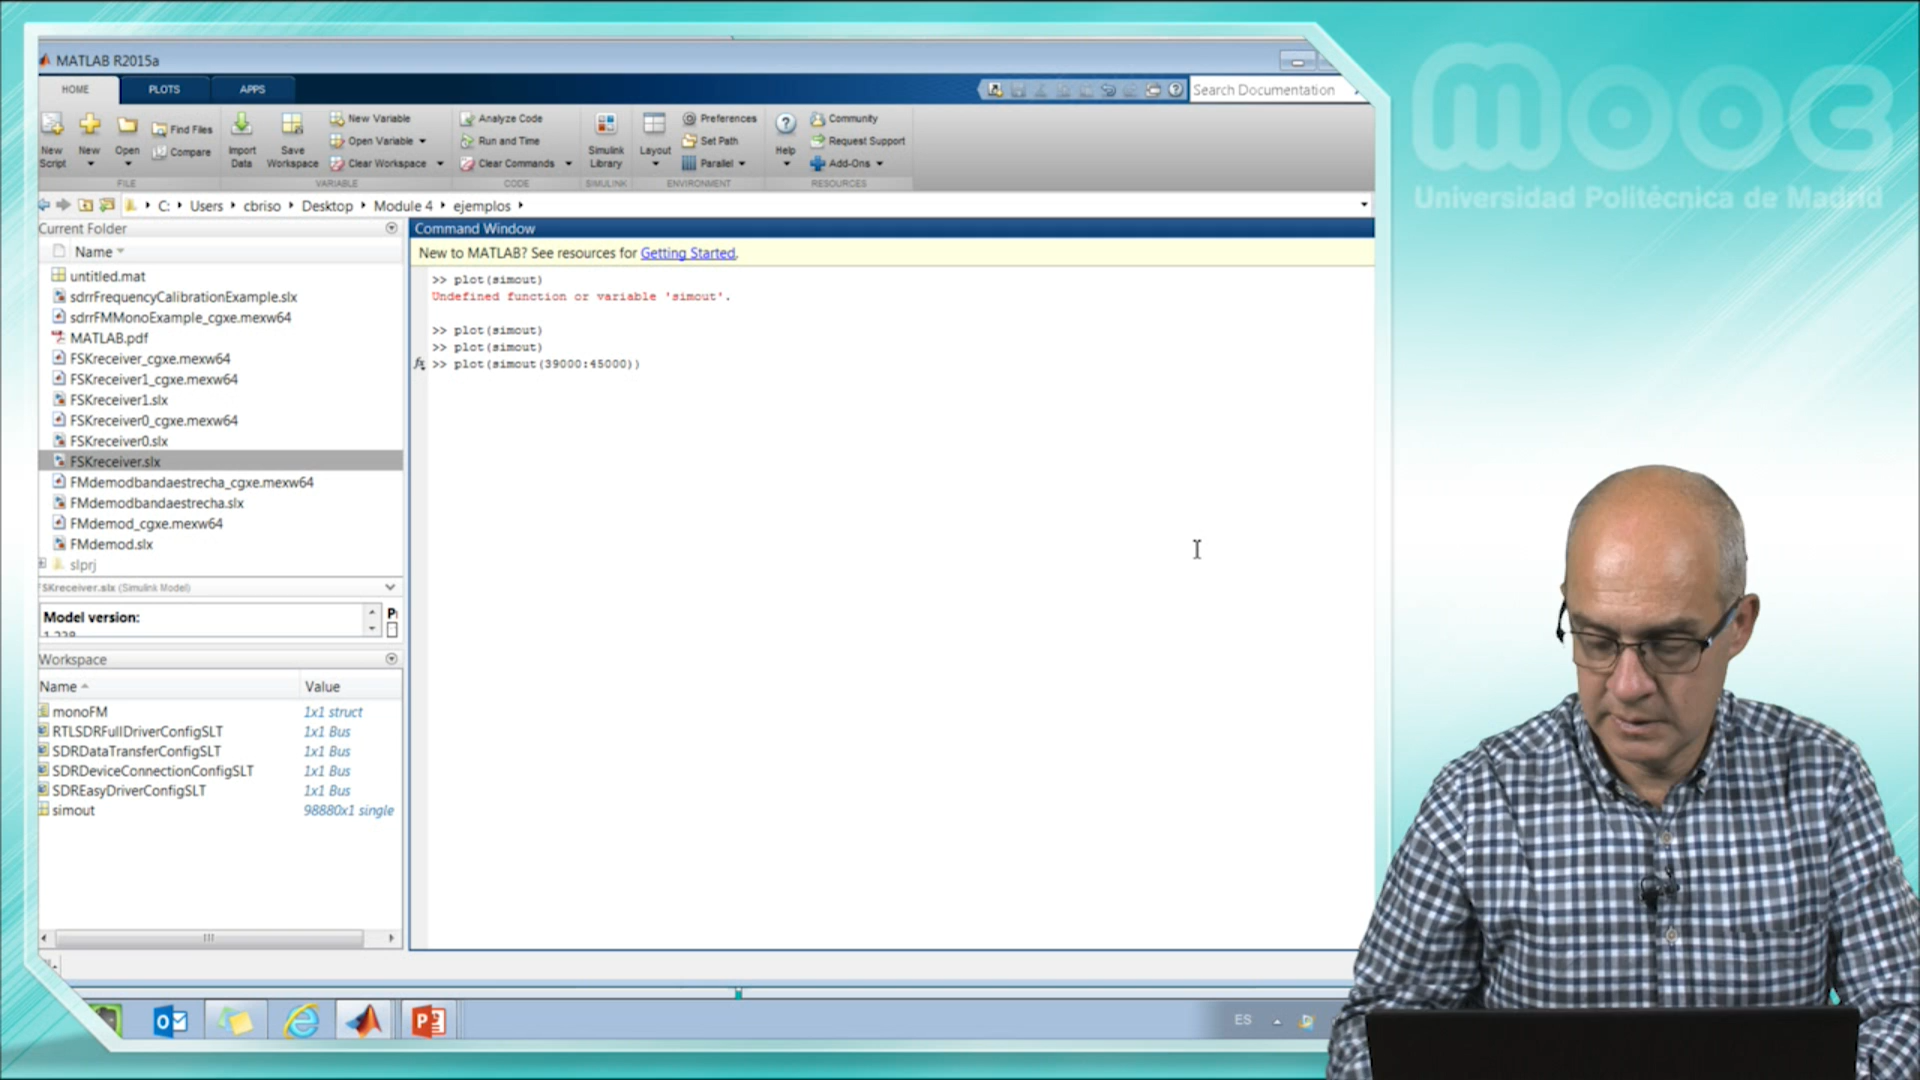 MATLAB R2015a
HOME
PLOTS
APPS
Search Documentation
New Script
New
Open
Find Files
Compare
Import Data
Save Workspace
New Variable
Open Variable
Clear Workspace
Analyze Code
Run and Time
Clear Commands
Simulink Library
Layout
Preferences
Set Path
Parallel
Help
Community
Request Support
Add-Ons
FILE
VARIABLE
CODE
SIMULINK
ENVIRONMENT
RESOURCES
C: Users cbriso Desktop Module 4 ejemplos
Current Folder
Name
untitled.mat
sdrrFrequencyCalibrationExample.slx
sdrrFMMonoExample_cgxe.mexw64
MATLAB.pdf
FSKreceiver_cgxe.mexw64
FSKreceiver1_cgxe.mexw64
FSKreceiver1.slx
FSKreceiver0_cgxe.mexw64
FSKreceiver0.slx
FSKreceiver.slx
FMdemodbandaestrecha_cgxe.mexw64
FMdemodbandaestrecha.slx
FMdemod_cgxe.mexw64
FMdemod.slx
slprj
SKreceiver.slx (Simulink Model)
Model version:
Workspace
Name Value
monoFM 1x1 struct
RTLSDRFullDriverConfigSLT 1x1 Bus
SDRDataTransferConfigSLT 1x1 Bus
SDRDeviceConnectionConfigSLT 1x1 Bus
SDREasyDriverConfigSLT 1x1 Bus
simout 98880x1 single
Command Window
New to MATLAB? See resources for Getting Started.
>> plot(simout)
Undefined function or variable 'simout'.
>> plot(simout)
>> plot(simout)
fx >> plot(simout(39000:45000))
ES
mooc
Universidad Politécnica de Madrid